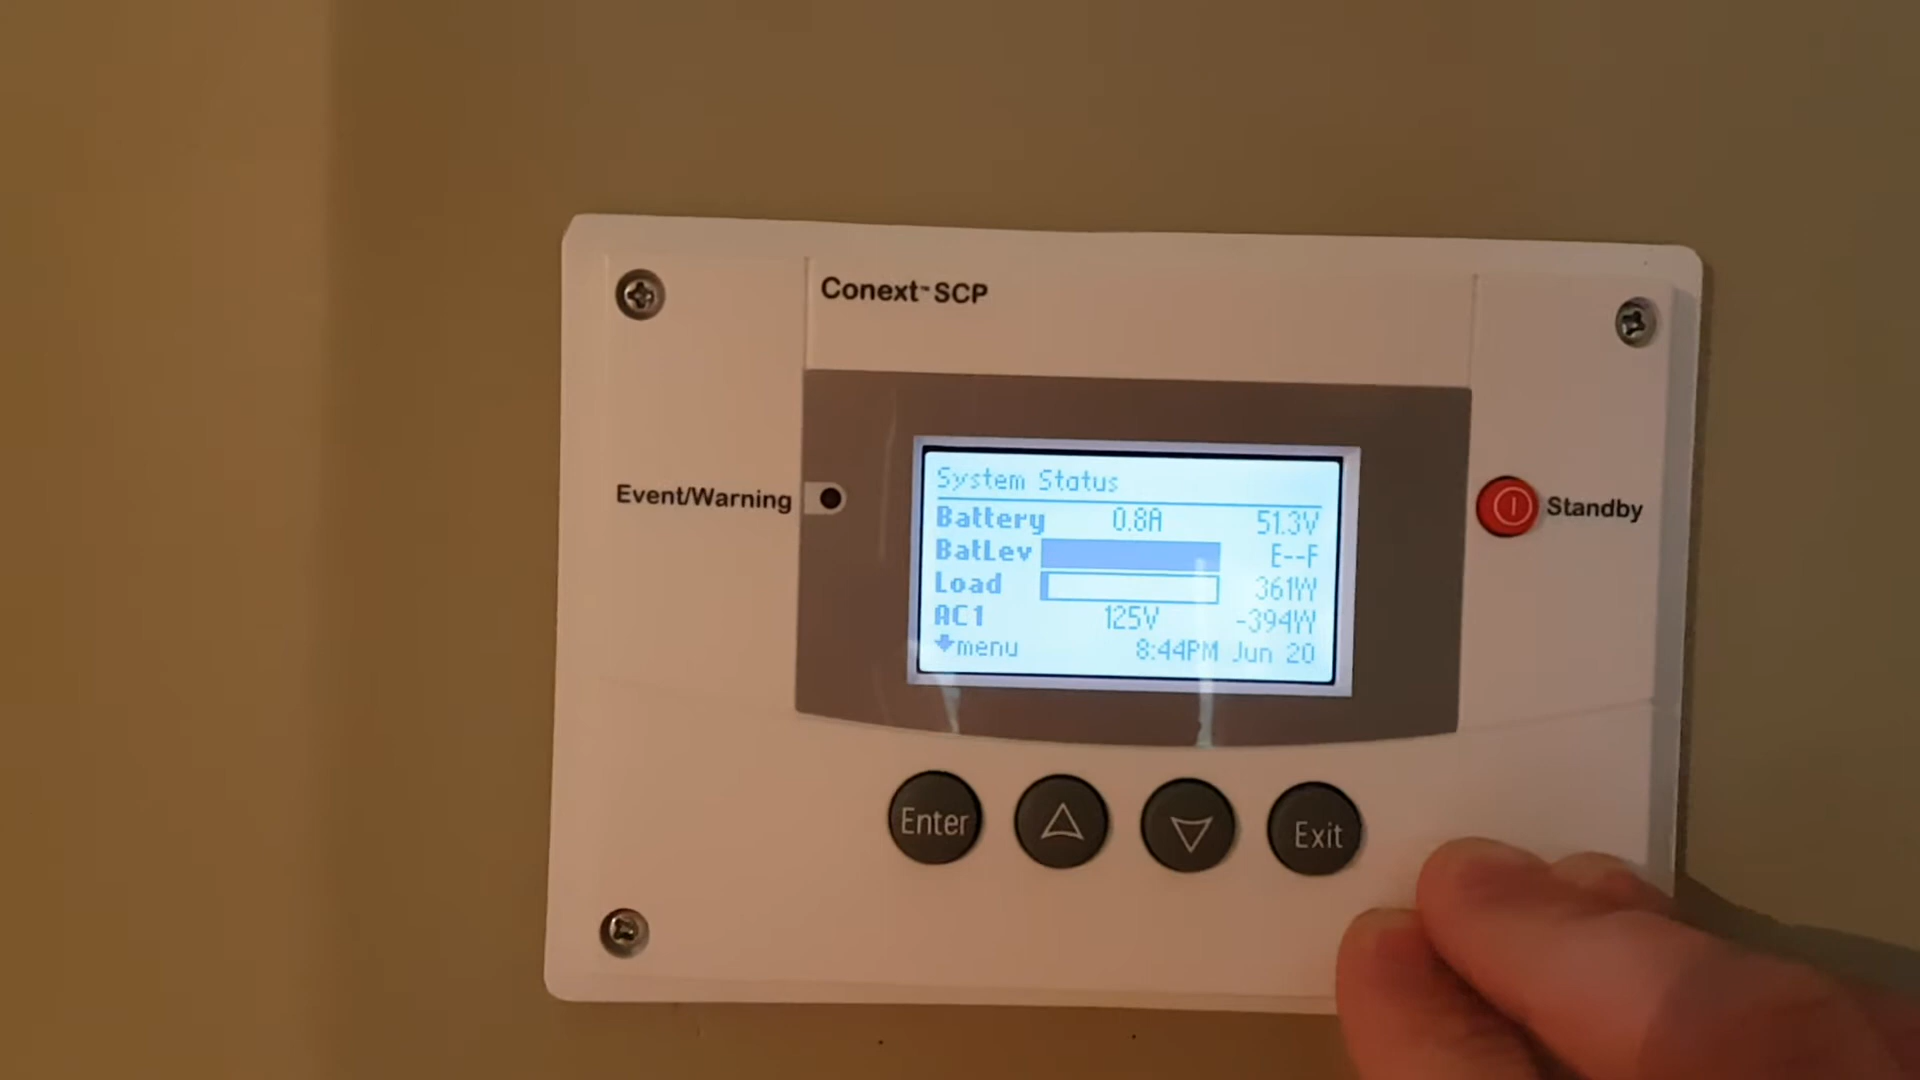 Conext™ SCP
Event/Warning
System Status
Battery 0.8A 51.3V
BatLev E--F
Load 361W
AC1 125V -394W
menu 8:44PM Jun 20
Standby
Enter
Exit